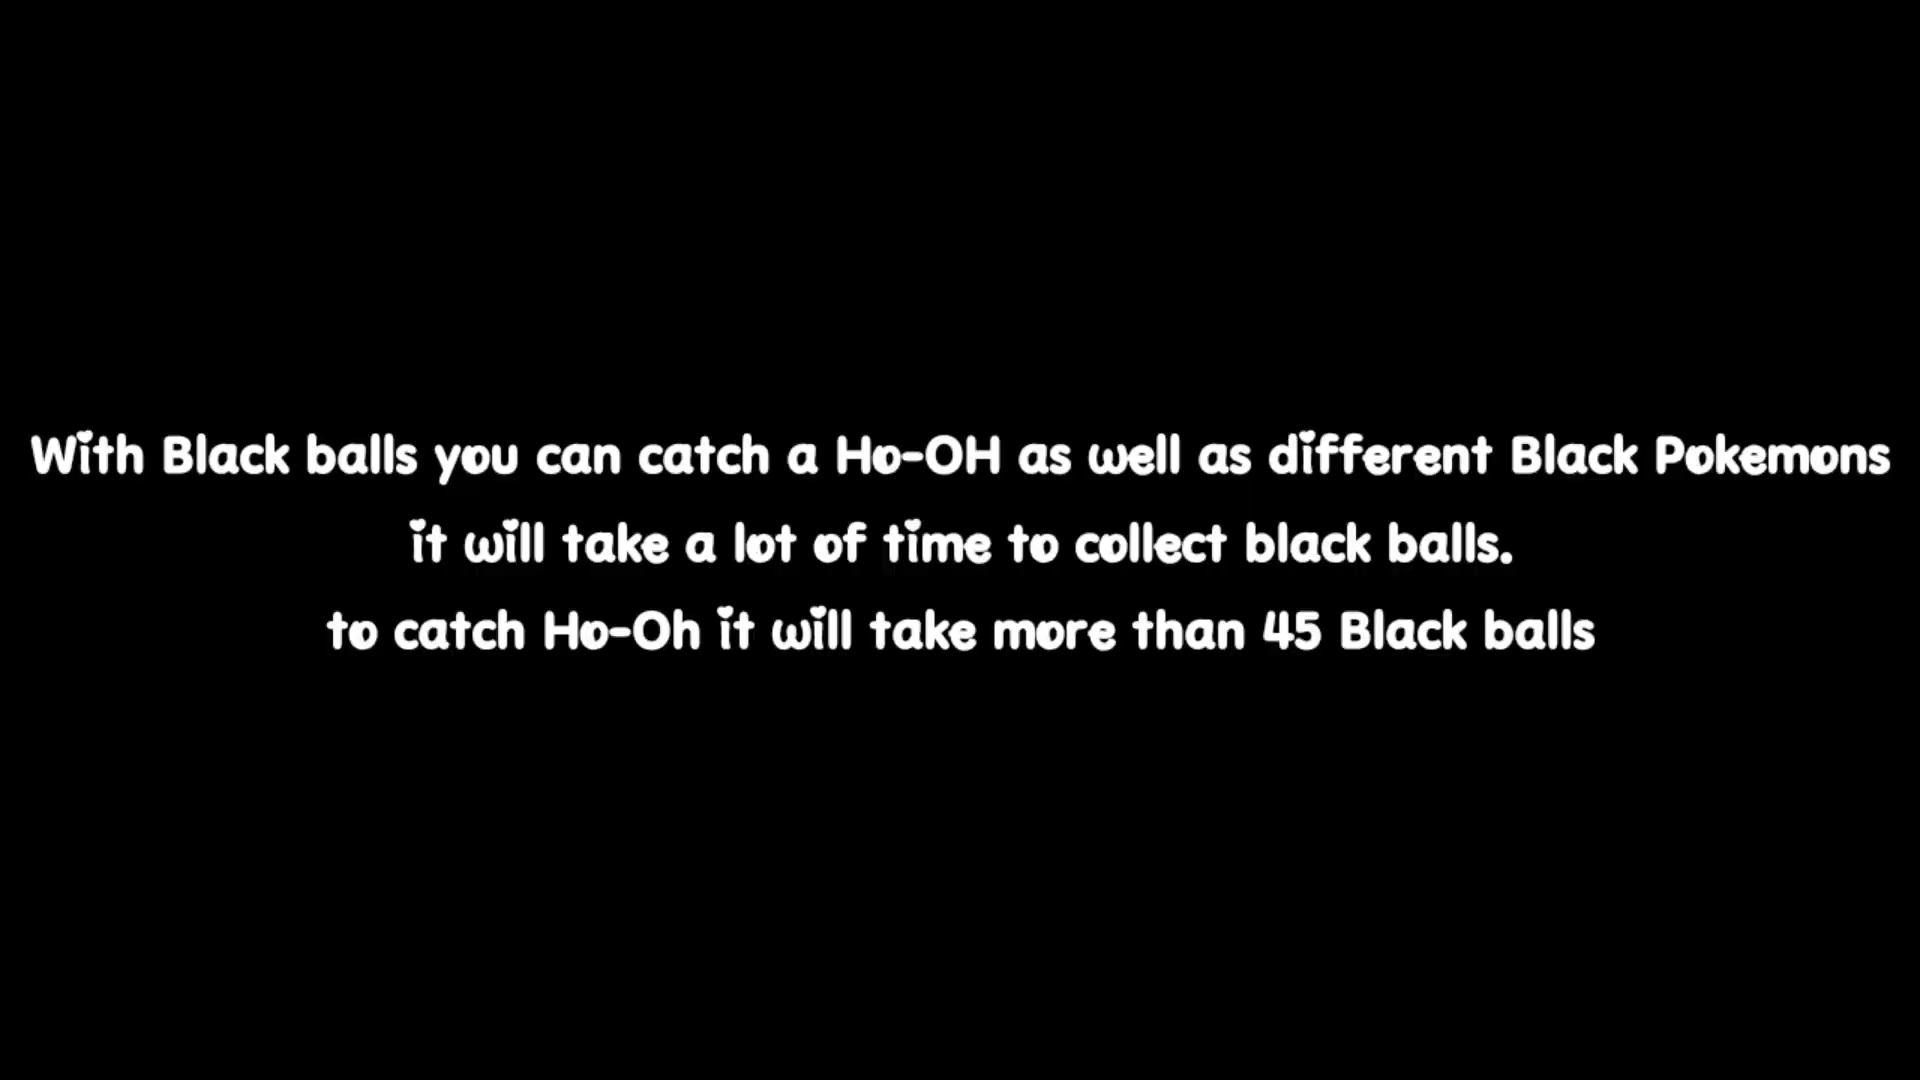 With Black balls you can catch a Ho-OH as well as different Black Pokemons
it will take a lot of time to collect black balls.
to catch Ho-Oh it will take more than 45 Black balls